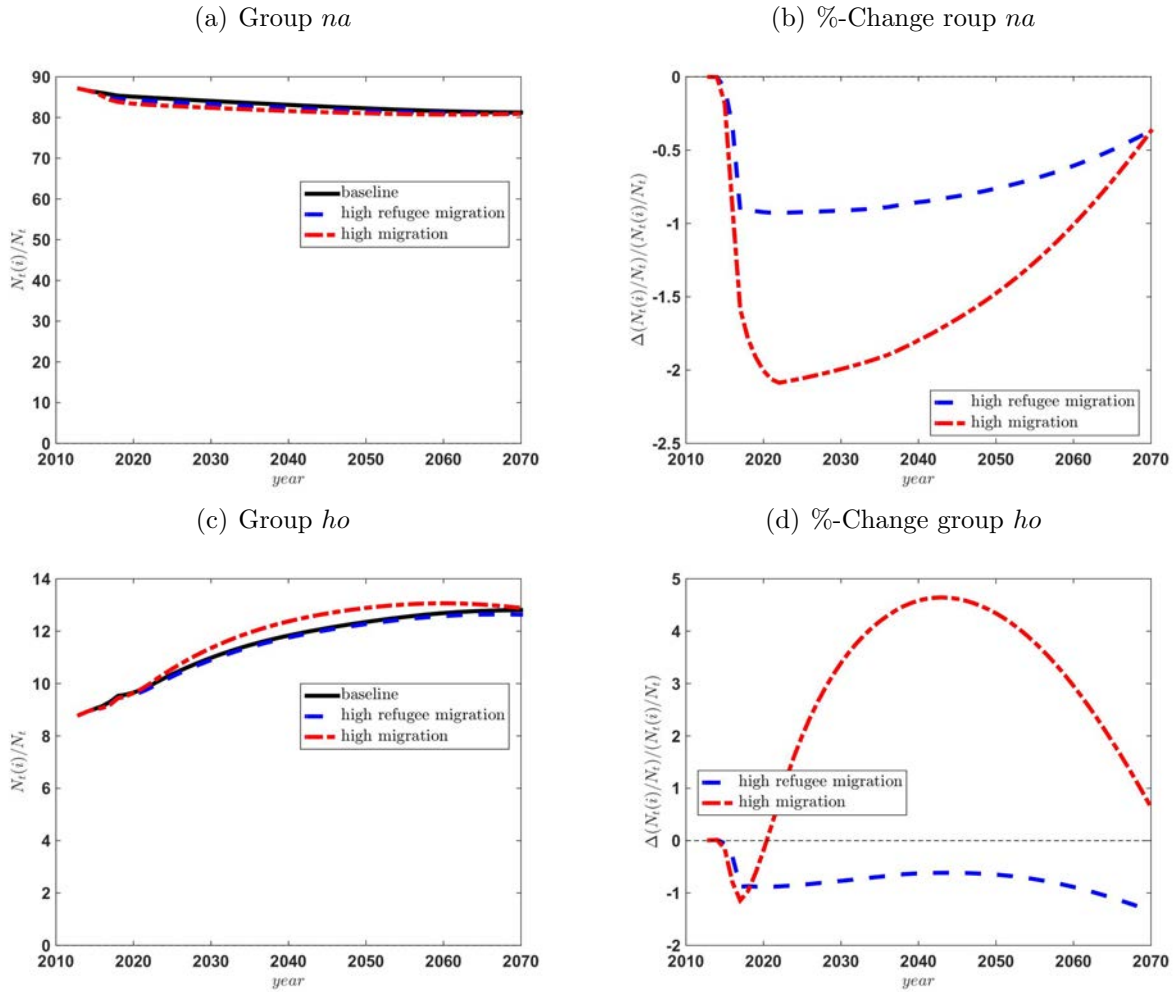 (a) Group na
(b) %-Change roup na
90
80
70
60
50
40
30
20
10
0
N_t(i)/N_t
baseline
high refugee migration
high migration
2010 2020 2030 2040 2050 2060 2070
year
0
-0.5
-1
-1.5
-2
-2.5
Δ(N_t(i)/N_t)/(N_t(i)/N_t)
high refugee migration
high migration
2010 2020 2030 2040 2050 2060 2070
year
(c) Group ho
(d) %-Change group ho
14
12
10
8
6
4
2
0
N_t(i)/N_t
baseline
high refugee migration
high migration
2010 2020 2030 2040 2050 2060 2070
year
5
4
3
2
1
0
-1
-2
Δ(N_t(i)/N_t)/(N_t(i)/N_t)
high refugee migration
high migration
2010 2020 2030 2040 2050 2060 2070
year